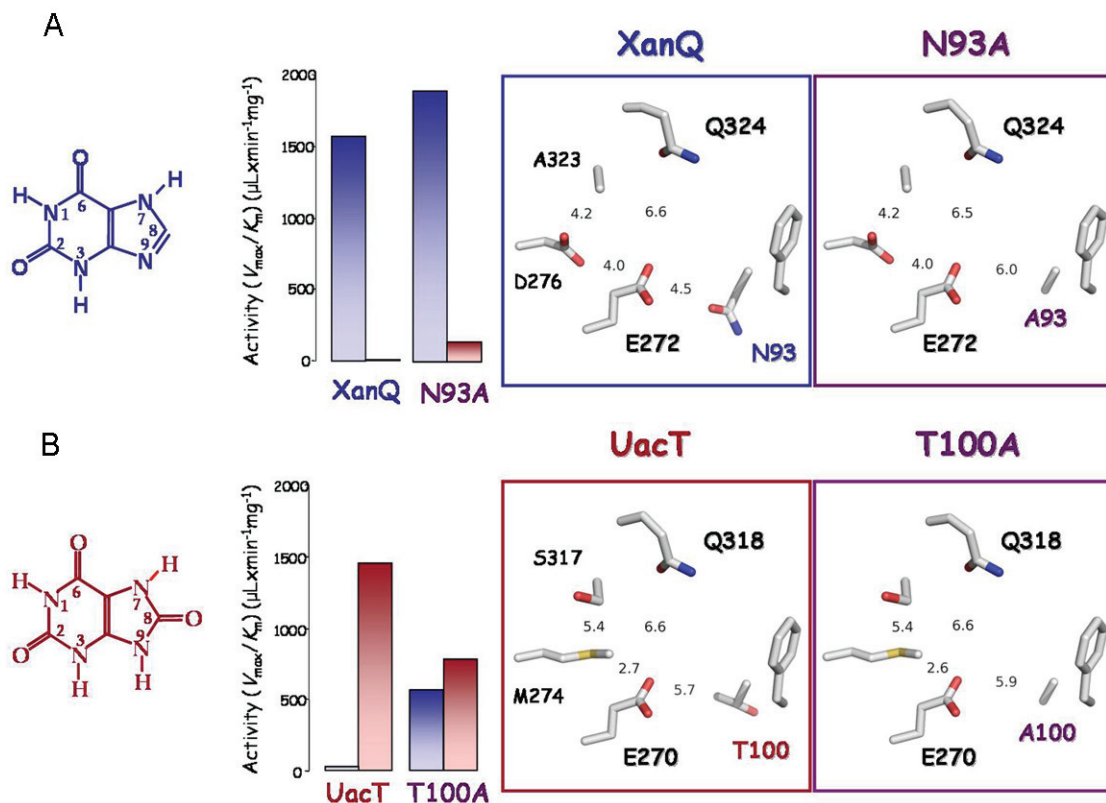 A
XanQ
N93A
O
H
H
N
1
6
N
7
8
2
3
9
O
N
N
H
Activity (Vmax/Km) (μLxmin-1mg-1)
2000
1500
1000
500
0
XanQ
N93A
Q324
A323
4.2
6.6
D276
4.0
4.5
E272
N93
Q324
4.2
6.5
4.0
6.0
A93
E272
B
UacT
T100A
O
H
H
N
1
6
N
7
8
O
2
3
9
O
N
N
H
H
Activity (Vmax/Km) (μLxmin-1mg-1)
2000
1500
1000
500
0
UacT
T100A
Q318
S317
5.4
6.6
2.7
M274
5.7
E270
T100
Q318
5.4
6.6
2.6
5.9
E270
A100